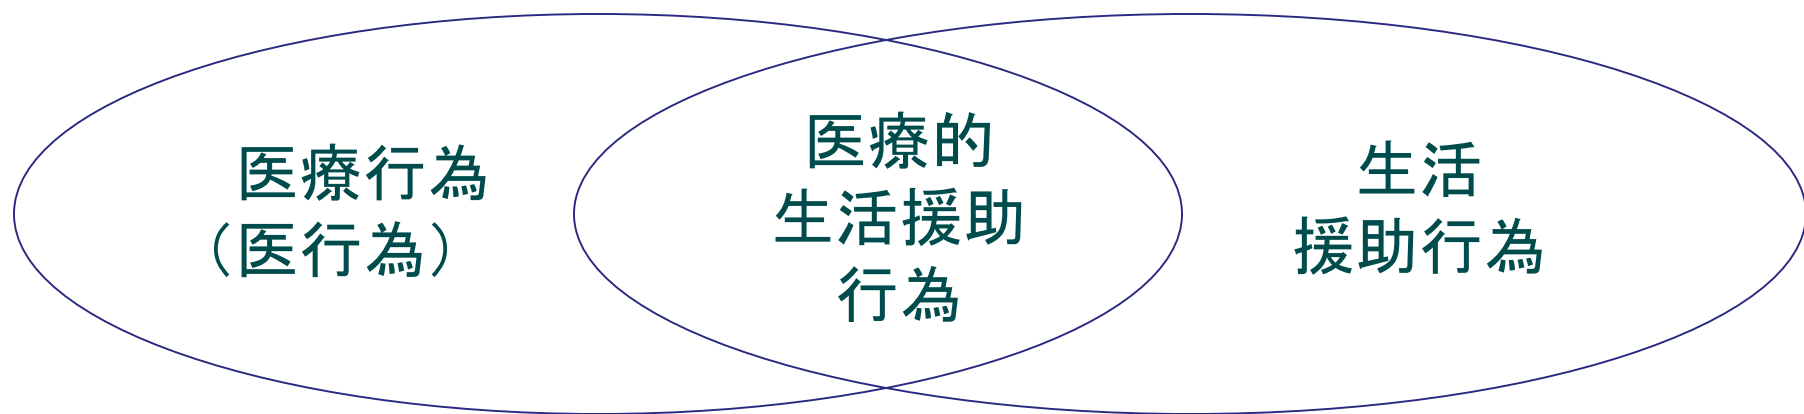 医療行為
（医行為）
医療的
生活援助
行為
生活
援助行為